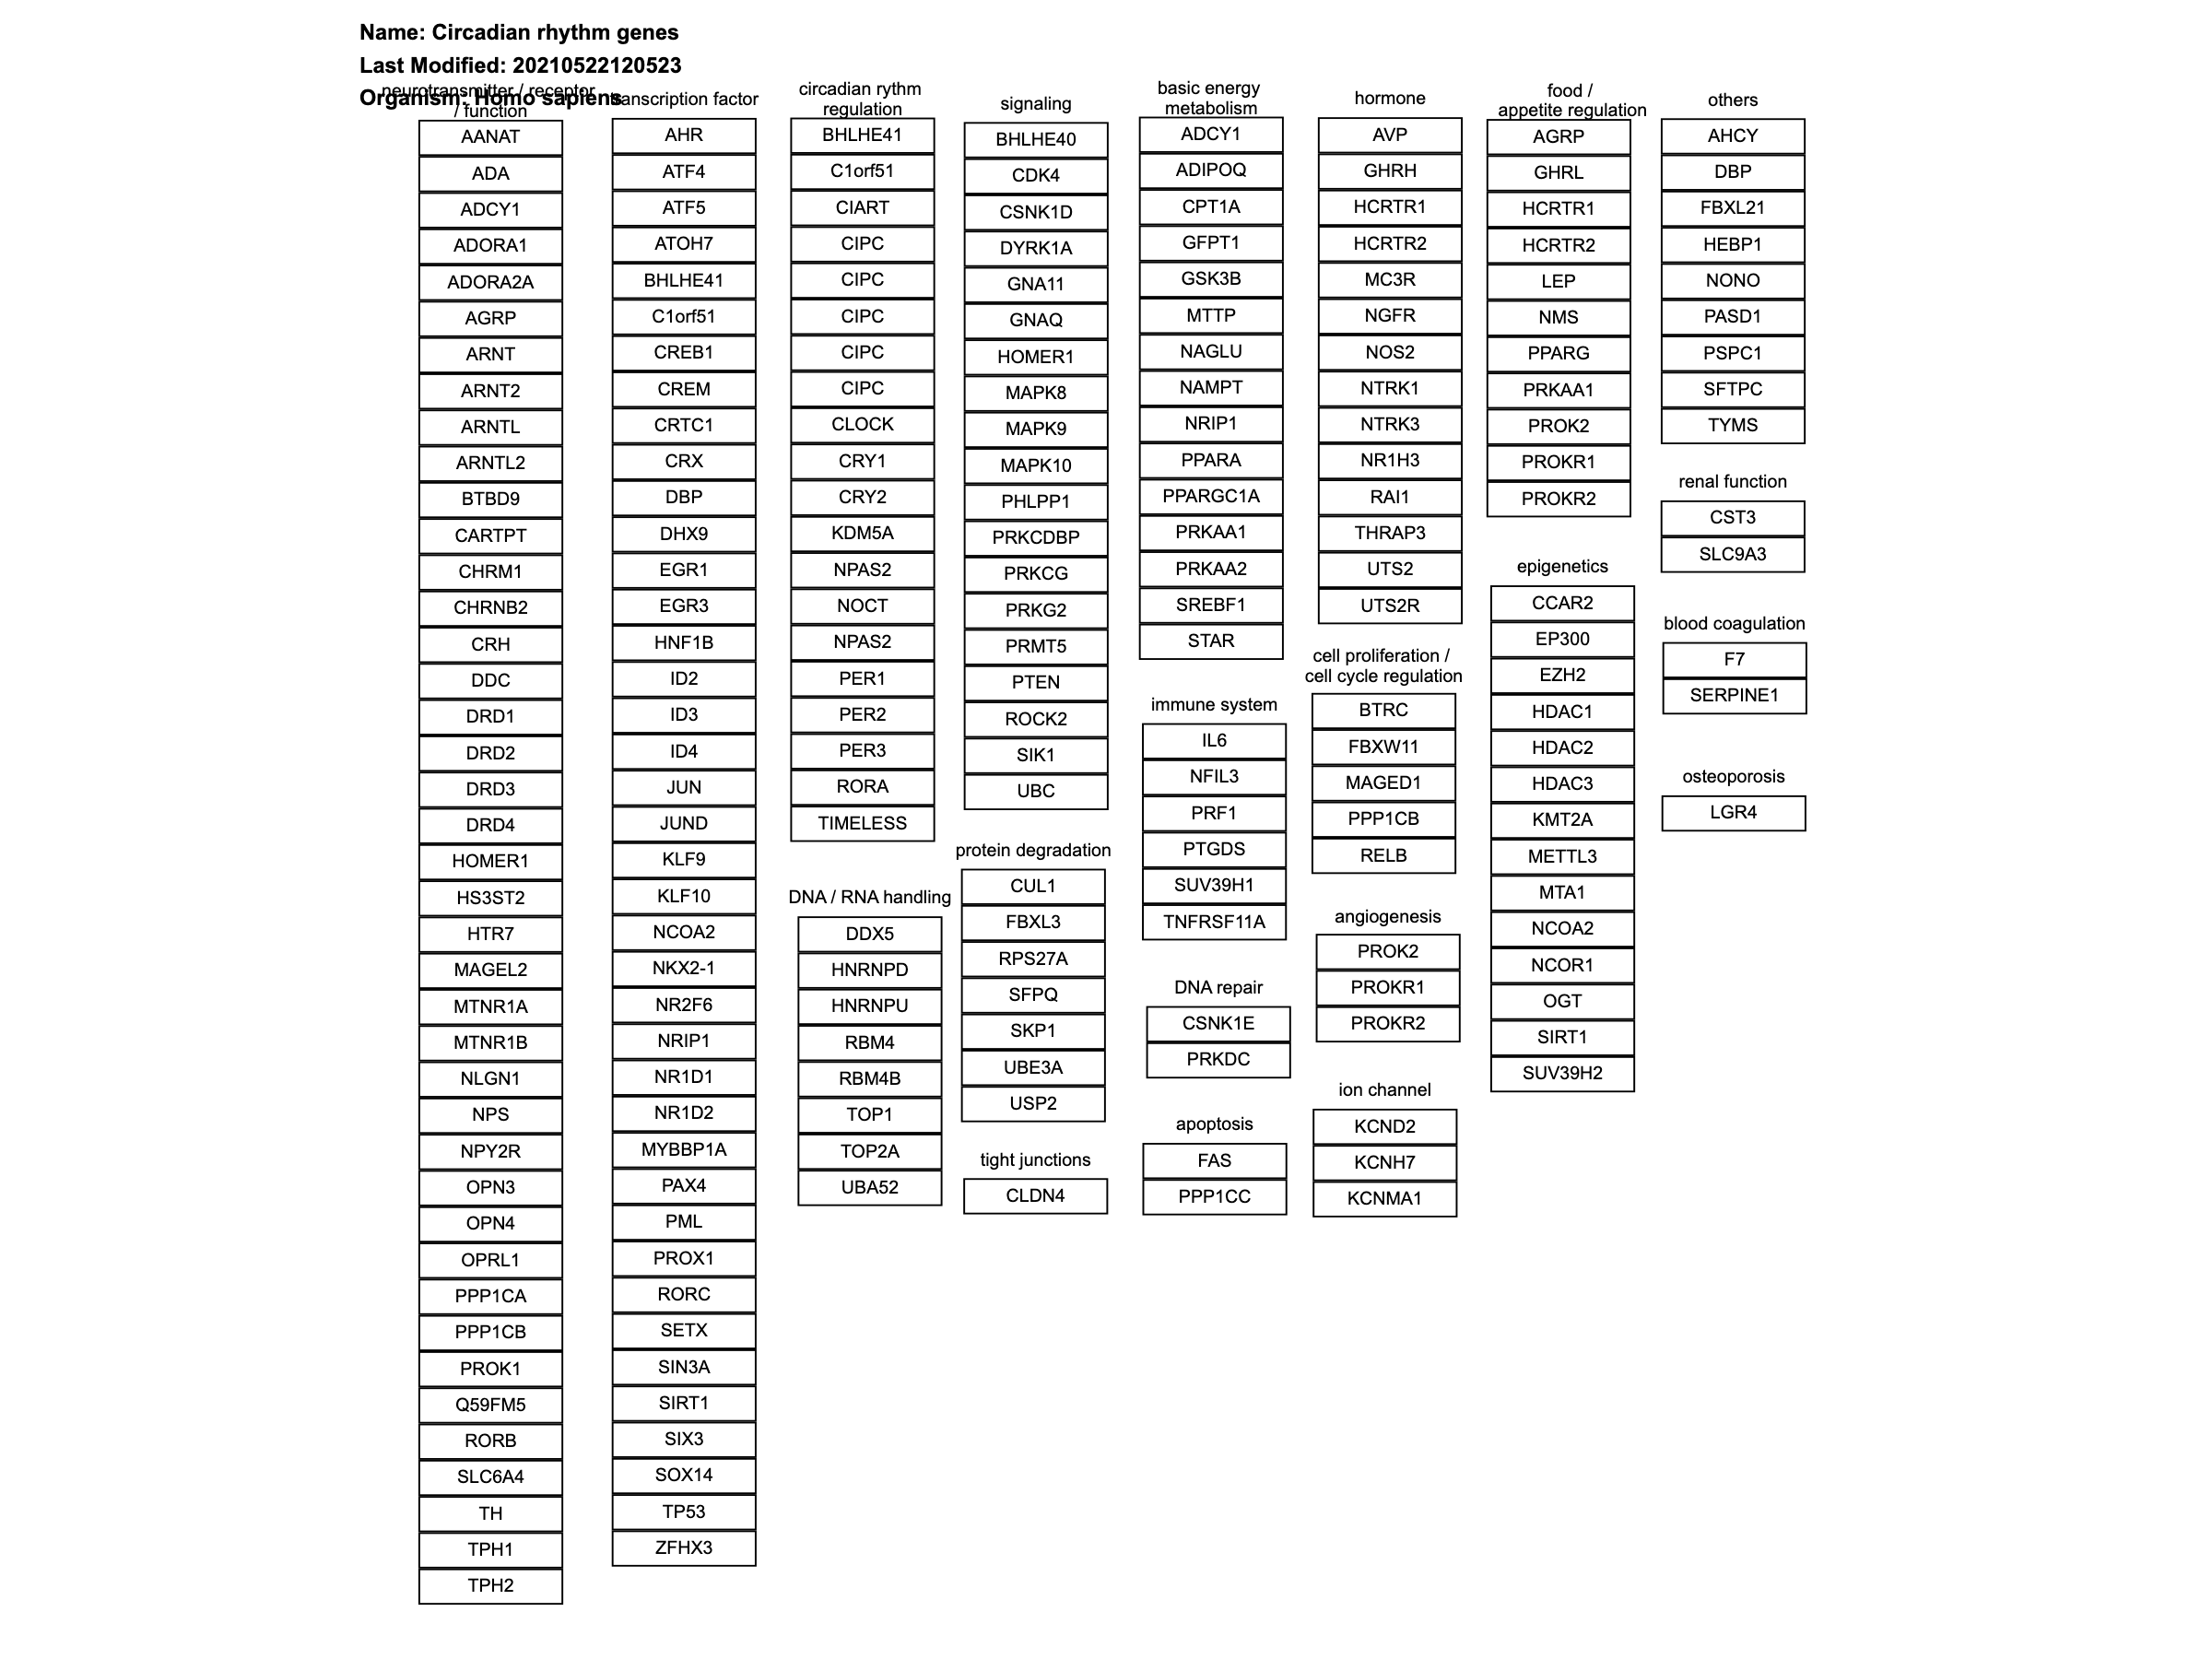 Name: Circadian rhythm genes
Last Modified: 20210522120523
Organism: Homo sapiens
neurotransmitter / receptor
/ function
AANAT
ADA
ADCY1
ADORA1
ADORA2A
AGRP
ARNT
ARNT2
ARNTL
ARNTL2
BTBD9
CARTPT
CHRM1
CHRNB2
CRH
DDC
DRD1
DRD2
DRD3
DRD4
HOMER1
HS3ST2
HTR7
MAGEL2
MTNR1A
MTNR1B
NLGN1
NPS
NPY2R
OPN3
OPN4
OPRL1
PPP1CA
PPP1CB
PROK1
Q59FM5
RORB
SLC6A4
TH
TPH1
TPH2
transcription factor
AHR
ATF4
ATF5
ATOH7
BHLHE41
C1orf51
CREB1
CREM
CRTC1
CRX
DBP
DHX9
EGR1
EGR3
HNF1B
ID2
ID3
ID4
JUN
JUND
KLF9
KLF10
NCOA2
NKX2-1
NR2F6
NRIP1
NR1D1
NR1D2
MYBBP1A
PAX4
PML
PROX1
RORC
SETX
SIN3A
SIRT1
SIX3
SOX14
TP53
ZFHX3
circadian rythm
regulation
BHLHE41
C1orf51
CIART
CIPC
CIPC
CIPC
CIPC
CIPC
CLOCK
CRY1
CRY2
KDM5A
NPAS2
NOCT
NPAS2
PER1
PER2
PER3
RORA
TIMELESS
DNA / RNA handling
DDX5
HNRNPD
HNRNPU
RBM4
RBM4B
TOP1
TOP2A
UBA52
signaling
BHLHE40
CDK4
CSNK1D
DYRK1A
GNA11
GNAQ
HOMER1
MAPK8
MAPK9
MAPK10
PHLPP1
PRKCDBP
PRKCG
PRKG2
PRMT5
PTEN
ROCK2
SIK1
UBC
protein degradation
CUL1
FBXL3
RPS27A
SFPQ
SKP1
UBE3A
USP2
tight junctions
CLDN4
basic energy
metabolism
ADCY1
ADIPOQ
CPT1A
GFPT1
GSK3B
MTTP
NAGLU
NAMPT
NRIP1
PPARA
PPARGC1A
PRKAA1
PRKAA2
SREBF1
STAR
immune system
IL6
NFIL3
PRF1
PTGDS
SUV39H1
TNFRSF11A
DNA repair
CSNK1E
PRKDC
apoptosis
FAS
PPP1CC
hormone
AVP
GHRH
HCRTR1
HCRTR2
MC3R
NGFR
NOS2
NTRK1
NTRK3
NR1H3
RAI1
THRAP3
UTS2
UTS2R
cell proliferation /
cell cycle regulation
BTRC
FBXW11
MAGED1
PPP1CB
RELB
angiogenesis
PROK2
PROKR1
PROKR2
ion channel
KCND2
KCNH7
KCNMA1
food /
appetite regulation
AGRP
GHRL
HCRTR1
HCRTR2
LEP
NMS
PPARG
PRKAA1
PROK2
PROKR1
PROKR2
epigenetics
CCAR2
EP300
EZH2
HDAC1
HDAC2
HDAC3
KMT2A
METTL3
MTA1
NCOA2
NCOR1
OGT
SIRT1
SUV39H2
others
AHCY
DBP
FBXL21
HEBP1
NONO
PASD1
PSPC1
SFTPC
TYMS
renal function
CST3
SLC9A3
blood coagulation
F7
SERPINE1
osteoporosis
LGR4